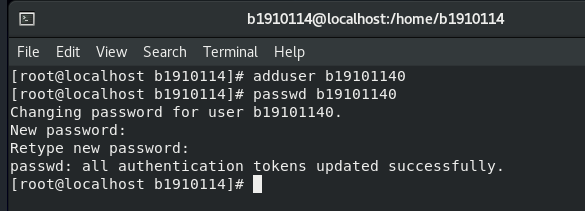 b1910114@localhost:/home/b1910114
File Edit View Search Terminal Help
[root@localhost b1910114]# adduser b19101140
[root@localhost b1910114]# passwd b19101140
Changing password for user b19101140.
New password:
Retype new password:
passwd: all authentication tokens updated successfully.
[root@localhost b1910114]#